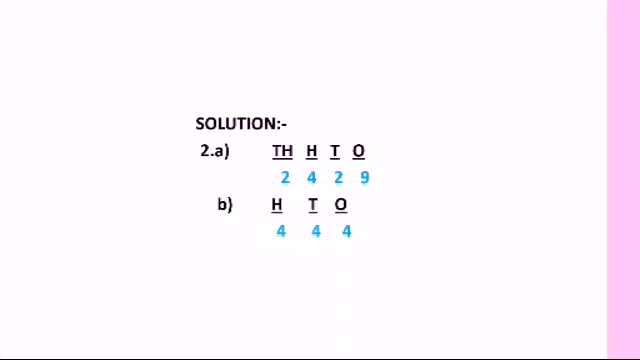 SOLUTION:-
2.a) TH H T O
2 4 2 9
b) H T O
4 4 4